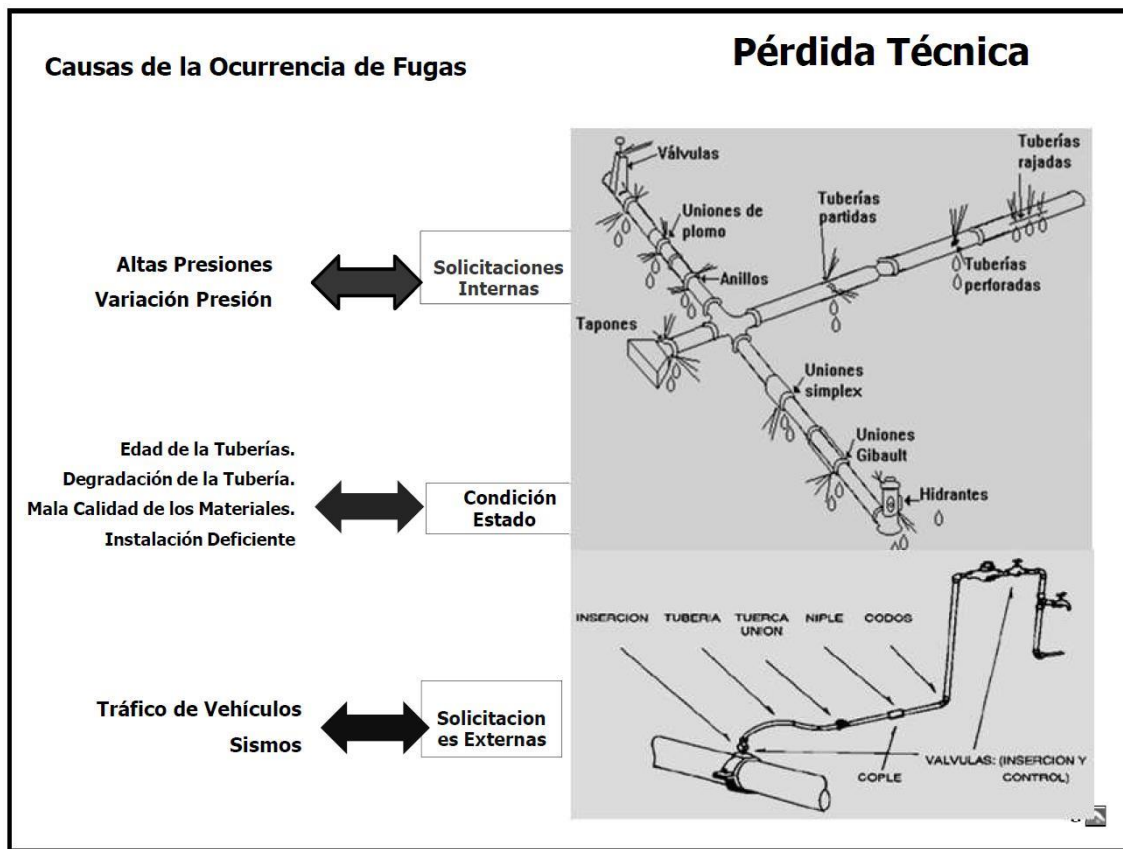 Causas de la Ocurrencia de Fugas
Pérdida Técnica
Altas Presiones
Variación Presión
Solicitaciones
Internas
Edad de la Tuberías.
Degradación de la Tubería.
Mala Calidad de los Materiales.
Instalación Deficiente
Condición
Estado
Tráfico de Vehículos
Sismos
Solicitacion
es Externas
Válvulas
Uniones de
plomo
Anillos
Tapones
Tuberías
partidas
Tuberías
rajadas
Tuberías
perforadas
Uniones
simplex
Uniones
Gibault
Hidrantes
INSERCION
TUBERIA
TUERCA
UNION
NIPLE
CODOS
COPLE
VALVULAS: (INSERCION Y
CONTROL)